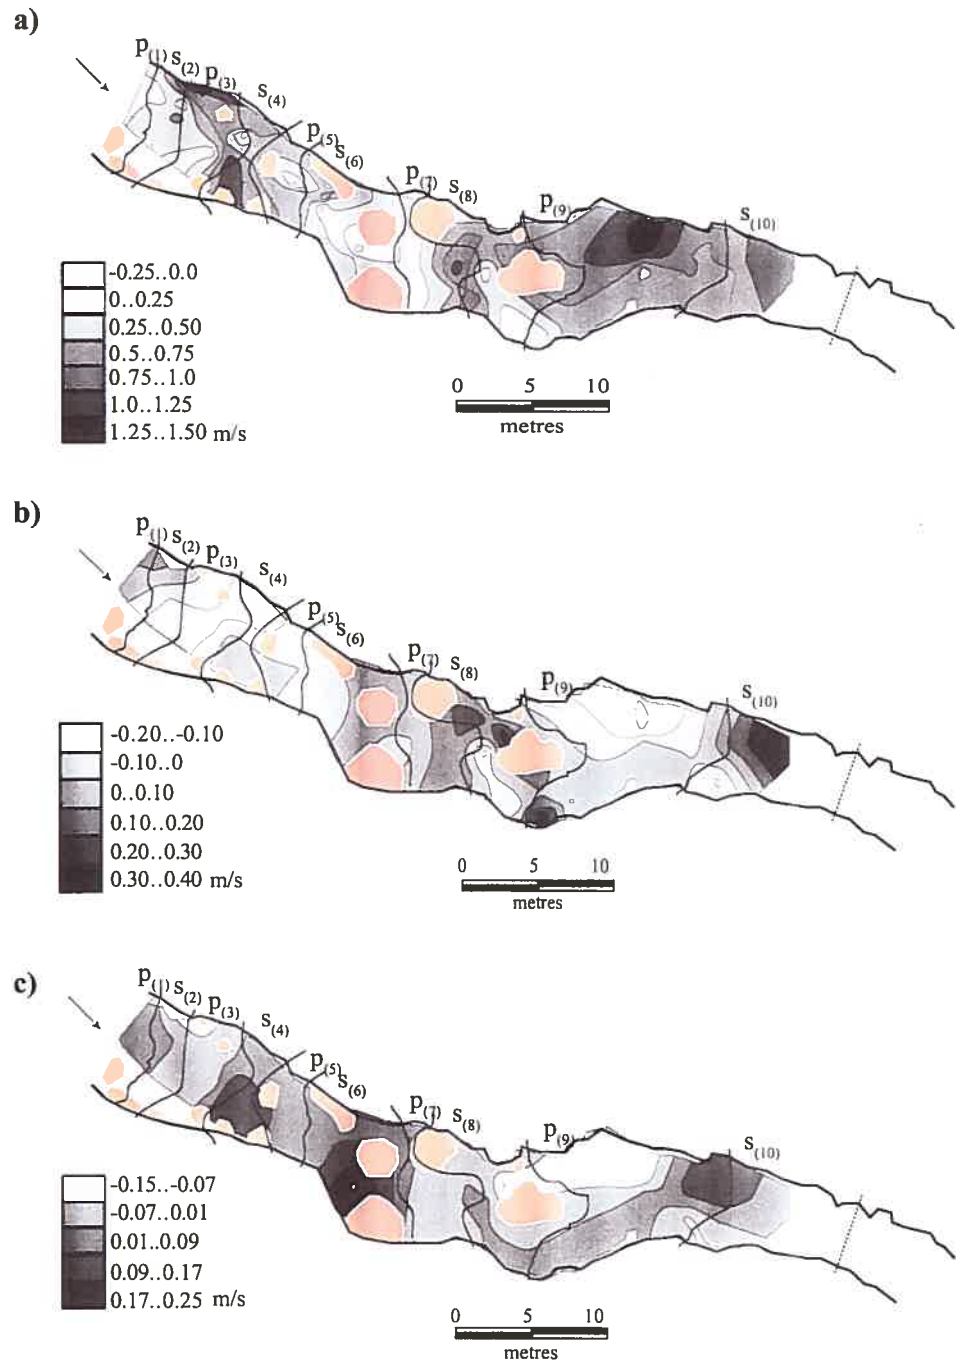 a)
p(1) s(2) p(3) s(4)
p(5) s(6) p(7) s(8)
p(9) s(10)
-0.25..0.0
0..0.25
0.25..0.50
0.5..0.75
0.75..1.0
1.0..1.25
1.25..1.50 m/s
0 5 10
metres
b)
p(1) s(2) p(3) s(4)
p(5) s(6) p(7) s(8)
p(9) s(10)
-0.20..-0.10
-0.10..0
0..0.10
0.10..0.20
0.20..0.30
0.30..0.40 m/s
0 5 10
metres
c)
p(1) s(2) p(3) s(4)
p(5) s(6) p(7) s(8)
p(9) s(10)
-0.15..-0.07
-0.07..0.01
0.01..0.09
0.09..0.17
0.17..0.25 m/s
0 5 10
metres